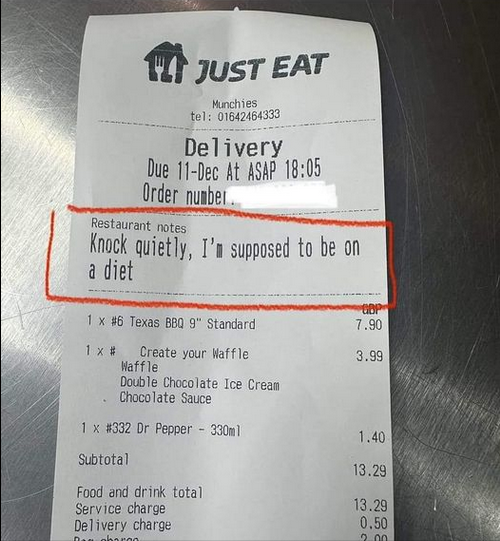 JUST EAT
Munchies
tel: 01642464333
Delivery
Due 11-Dec At ASAP 18:05
Order number
Restaurant notes
Knock quietly, I'm supposed to be on
a diet
GBP
1 x #6 Texas BBQ 9" Standard 7.90
1 x # Create your Waffle 3.99
Waffle
Double Chocolate Ice Cream
. Chocolate Sauce
1 x #332 Dr Pepper - 330ml 1.40
Subtotal 13.29
Food and drink total 13.29
Service charge 0.50
Delivery charge 2.00